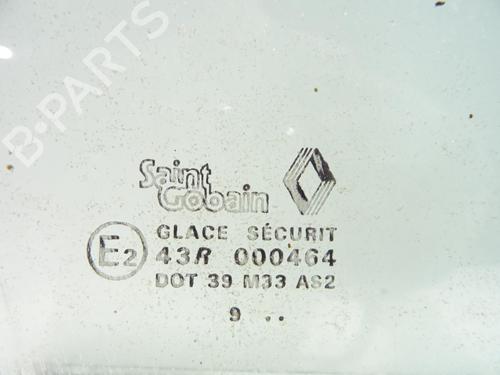 B-PARTS
Saint
Gobain
GLACE SÉCURIT
E2 43R 000464
DOT 39 M33 AS2
9 ..